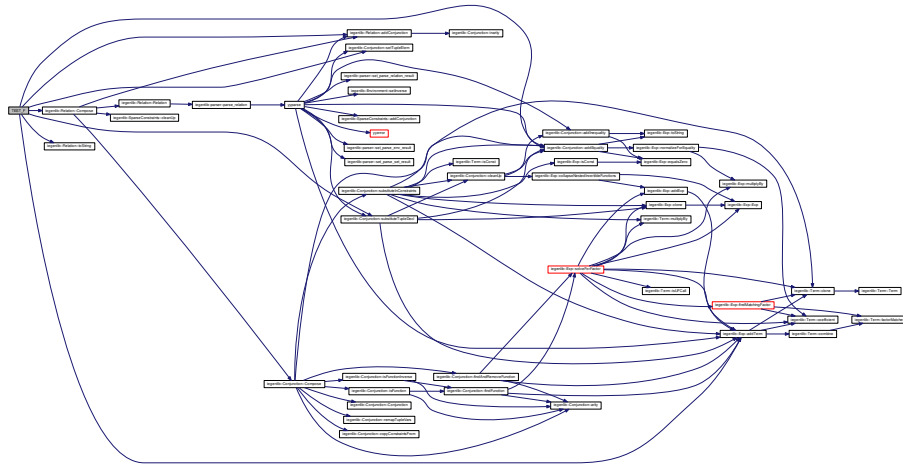 TEST_F
iegenlib::Relation::Compose
iegenlib::Relation::toString
iegenlib::Relation::Relation
iegenlib::SparseConstraints::cleanUp
iegenlib::parser::parse_relation
yyparse
iegenlib::Relation::addConjunction
iegenlib::Conjunction::inarity
iegenlib::Conjunction::setTupleElem
iegenlib::parser::set_parse_relation_result
iegenlib::Environment::setInverse
iegenlib::SparseConstraints::addConjunction
yyerror
iegenlib::parser::set_parse_env_result
iegenlib::parser::set_parse_set_result
iegenlib::Conjunction::substituteInConstraints
iegenlib::Conjunction::substituteTupleDecl
iegenlib::Term::isConst
iegenlib::Conjunction::cleanUp
iegenlib::Conjunction::addInequality
iegenlib::Conjunction::addEquality
iegenlib::Exp::isConst
iegenlib::Exp::collapseNestedInvertibleFunctions
iegenlib::Exp::toString
iegenlib::Exp::normalizeForEquality
iegenlib::Exp::equalsZero
iegenlib::Exp::addExp
iegenlib::Exp::clone
iegenlib::Term::multiplyBy
iegenlib::Exp::multiplyBy
iegenlib::Exp::Exp
iegenlib::Exp::solveForFactor
iegenlib::Term::isUFCall
iegenlib::Exp::findMatchingFactor
iegenlib::Exp::addTerm
iegenlib::Term::clone
iegenlib::Term::Term
iegenlib::Term::coefficient
iegenlib::Term::combine
iegenlib::Conjunction::Compose
iegenlib::Conjunction::isFunctionInverse
iegenlib::Conjunction::isFunction
iegenlib::Conjunction::Conjunction
iegenlib::Conjunction::remapTupleVars
iegenlib::Conjunction::copyConstraintsFrom
iegenlib::Conjunction::findAndRemoveFunction
iegenlib::Conjunction::findFunction
iegenlib::Conjunction::arity